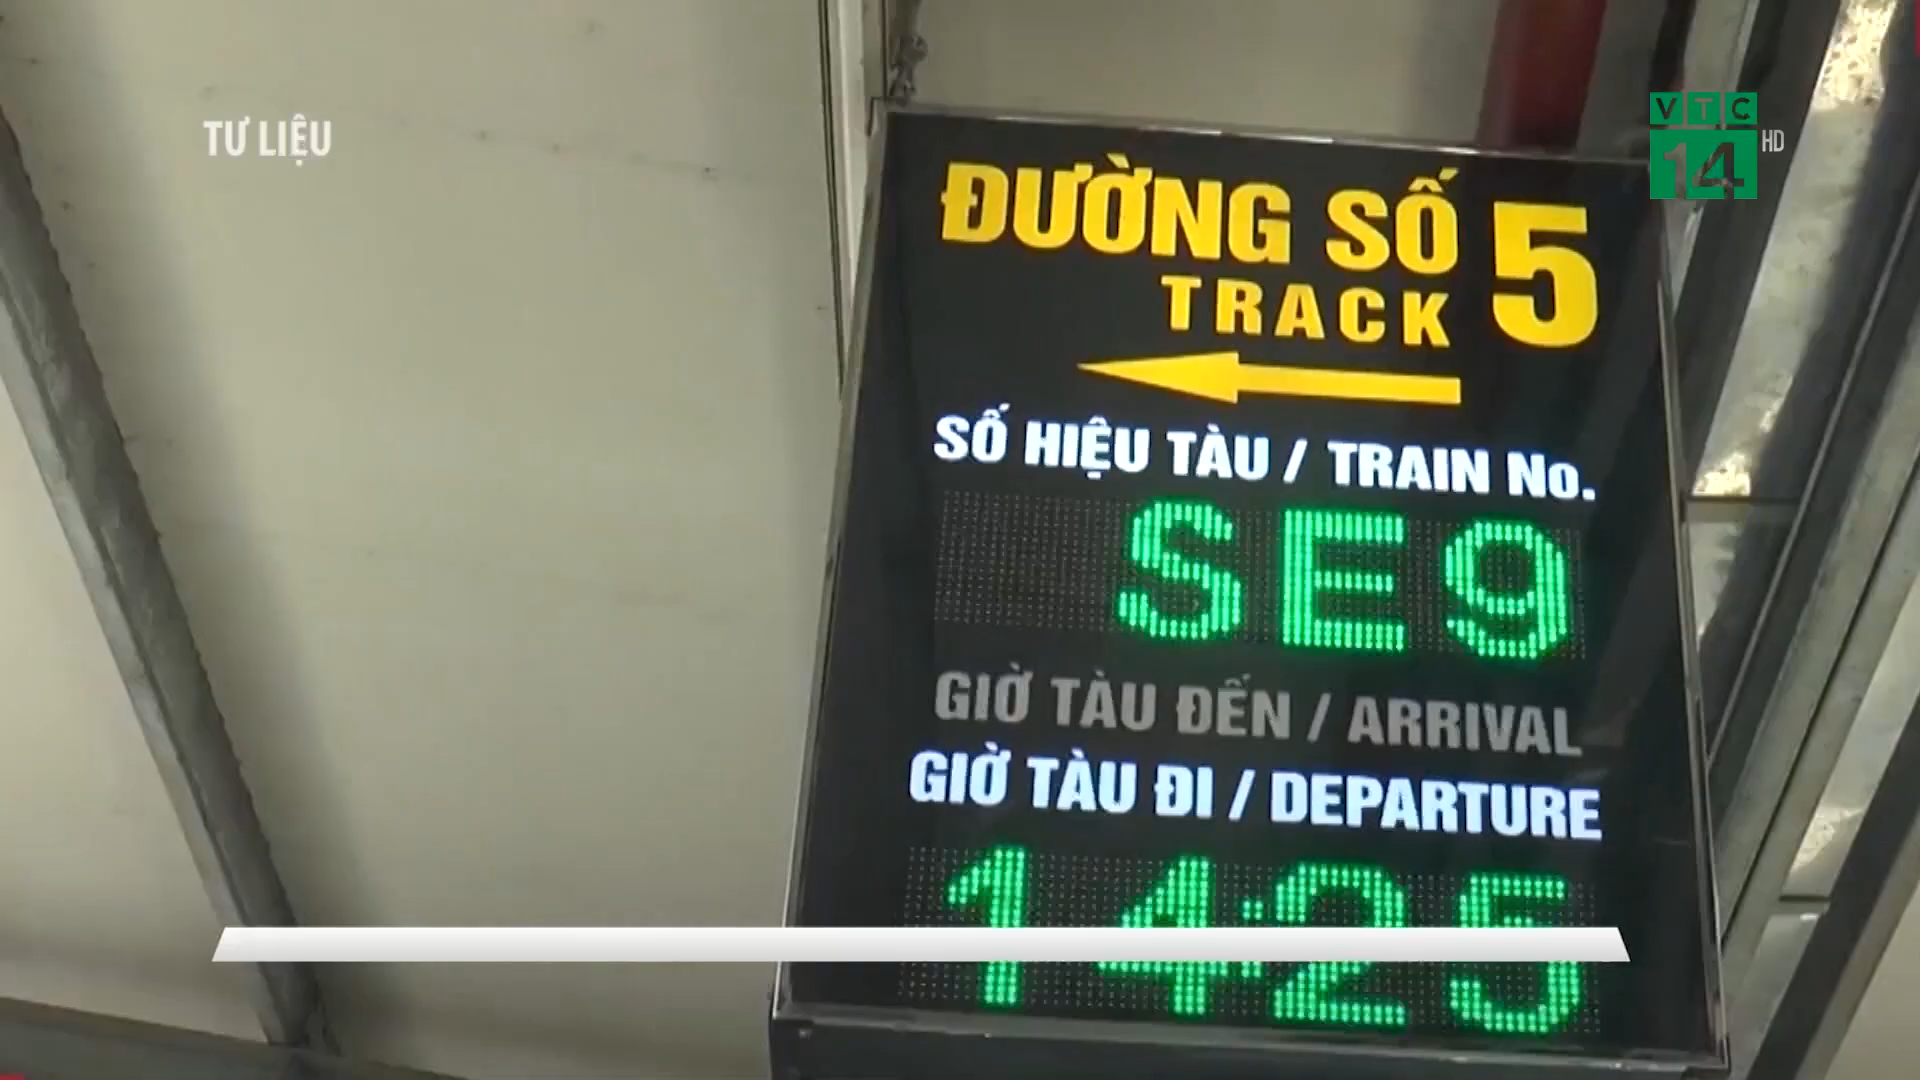 TƯ LIỆU
VTC
14 HD
ĐƯỜNG SỐ 5
TRACK
SỐ HIỆU TÀU / TRAIN No.
SE9
GIỜ TÀU ĐẾN / ARRIVAL
GIỜ TÀU ĐI / DEPARTURE
14:25